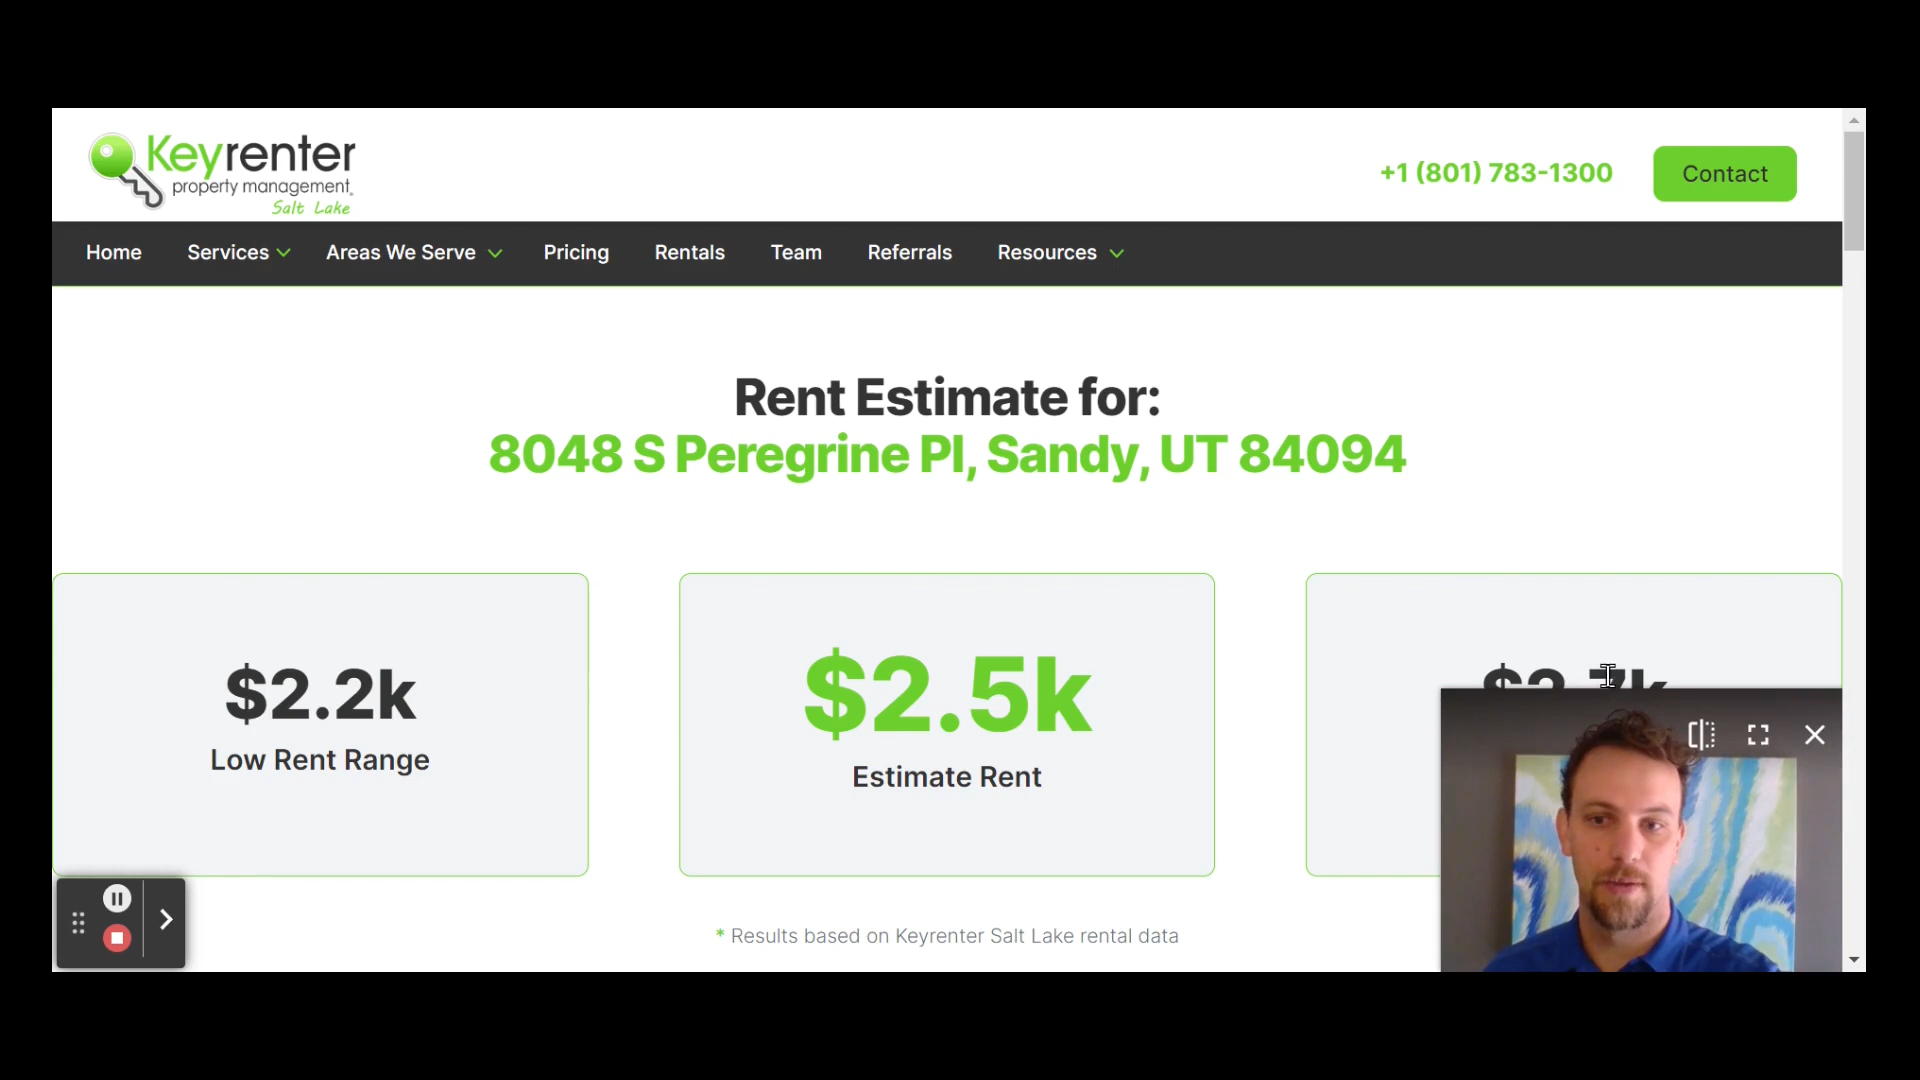 Keyrenter
property management.
Salt Lake
+1 (801) 783-1300
Contact
Home
Services
Areas We Serve
Pricing
Rentals
Team
Referrals
Resources
Rent Estimate for:
8048 S Peregrine Pl, Sandy, UT 84094
$2.2k
Low Rent Range
$2.5k
Estimate Rent
* Results based on Keyrenter Salt Lake rental data